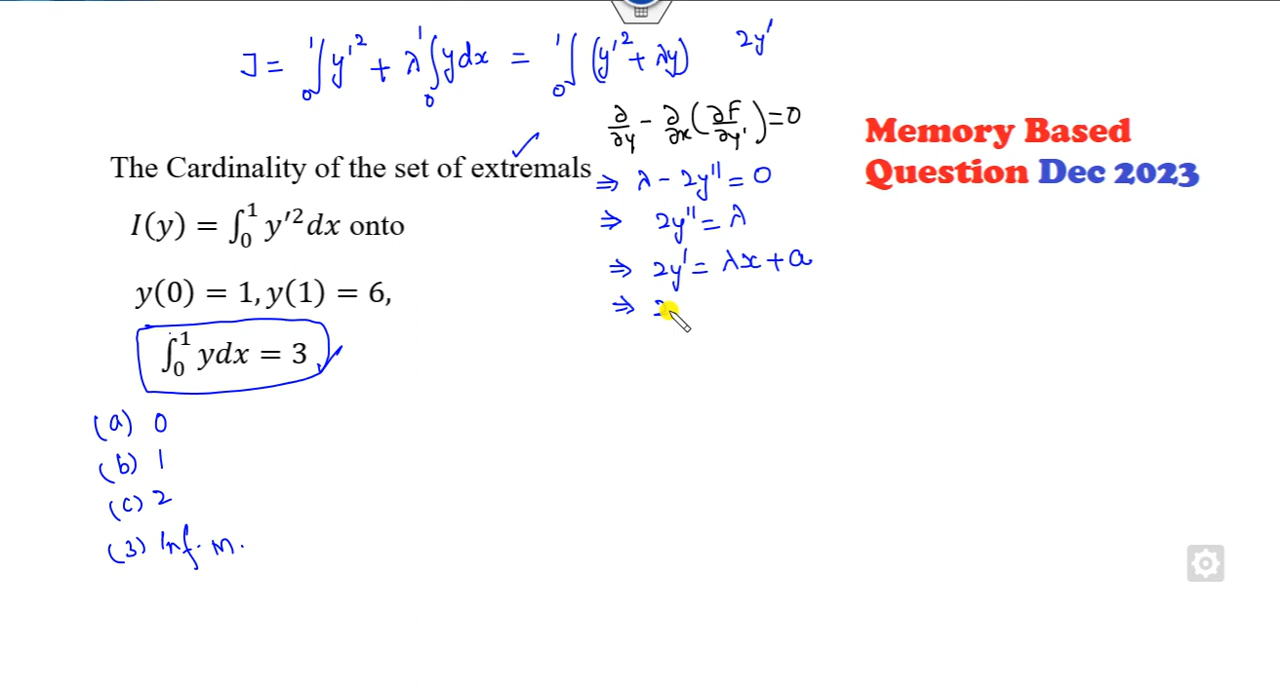 J = ∫₀¹ y'² + λ ∫₀¹ y dx = ∫₀¹ (y'² + λy) 2y'
∂/∂y - ∂/∂x (∂F/∂y') = 0
Memory Based
Question Dec 2023
The Cardinality of the set of extremals
⇒ λ - 2y'' = 0
I(y) = ∫₀¹ y′² dx onto
⇒ 2y'' = λ
⇒ 2y' = λx + a
y(0) = 1, y(1) = 6,
⇒
∫₀¹ ydx = 3
(a) 0
(b) 1
(c) 2
(3) Inf. m.